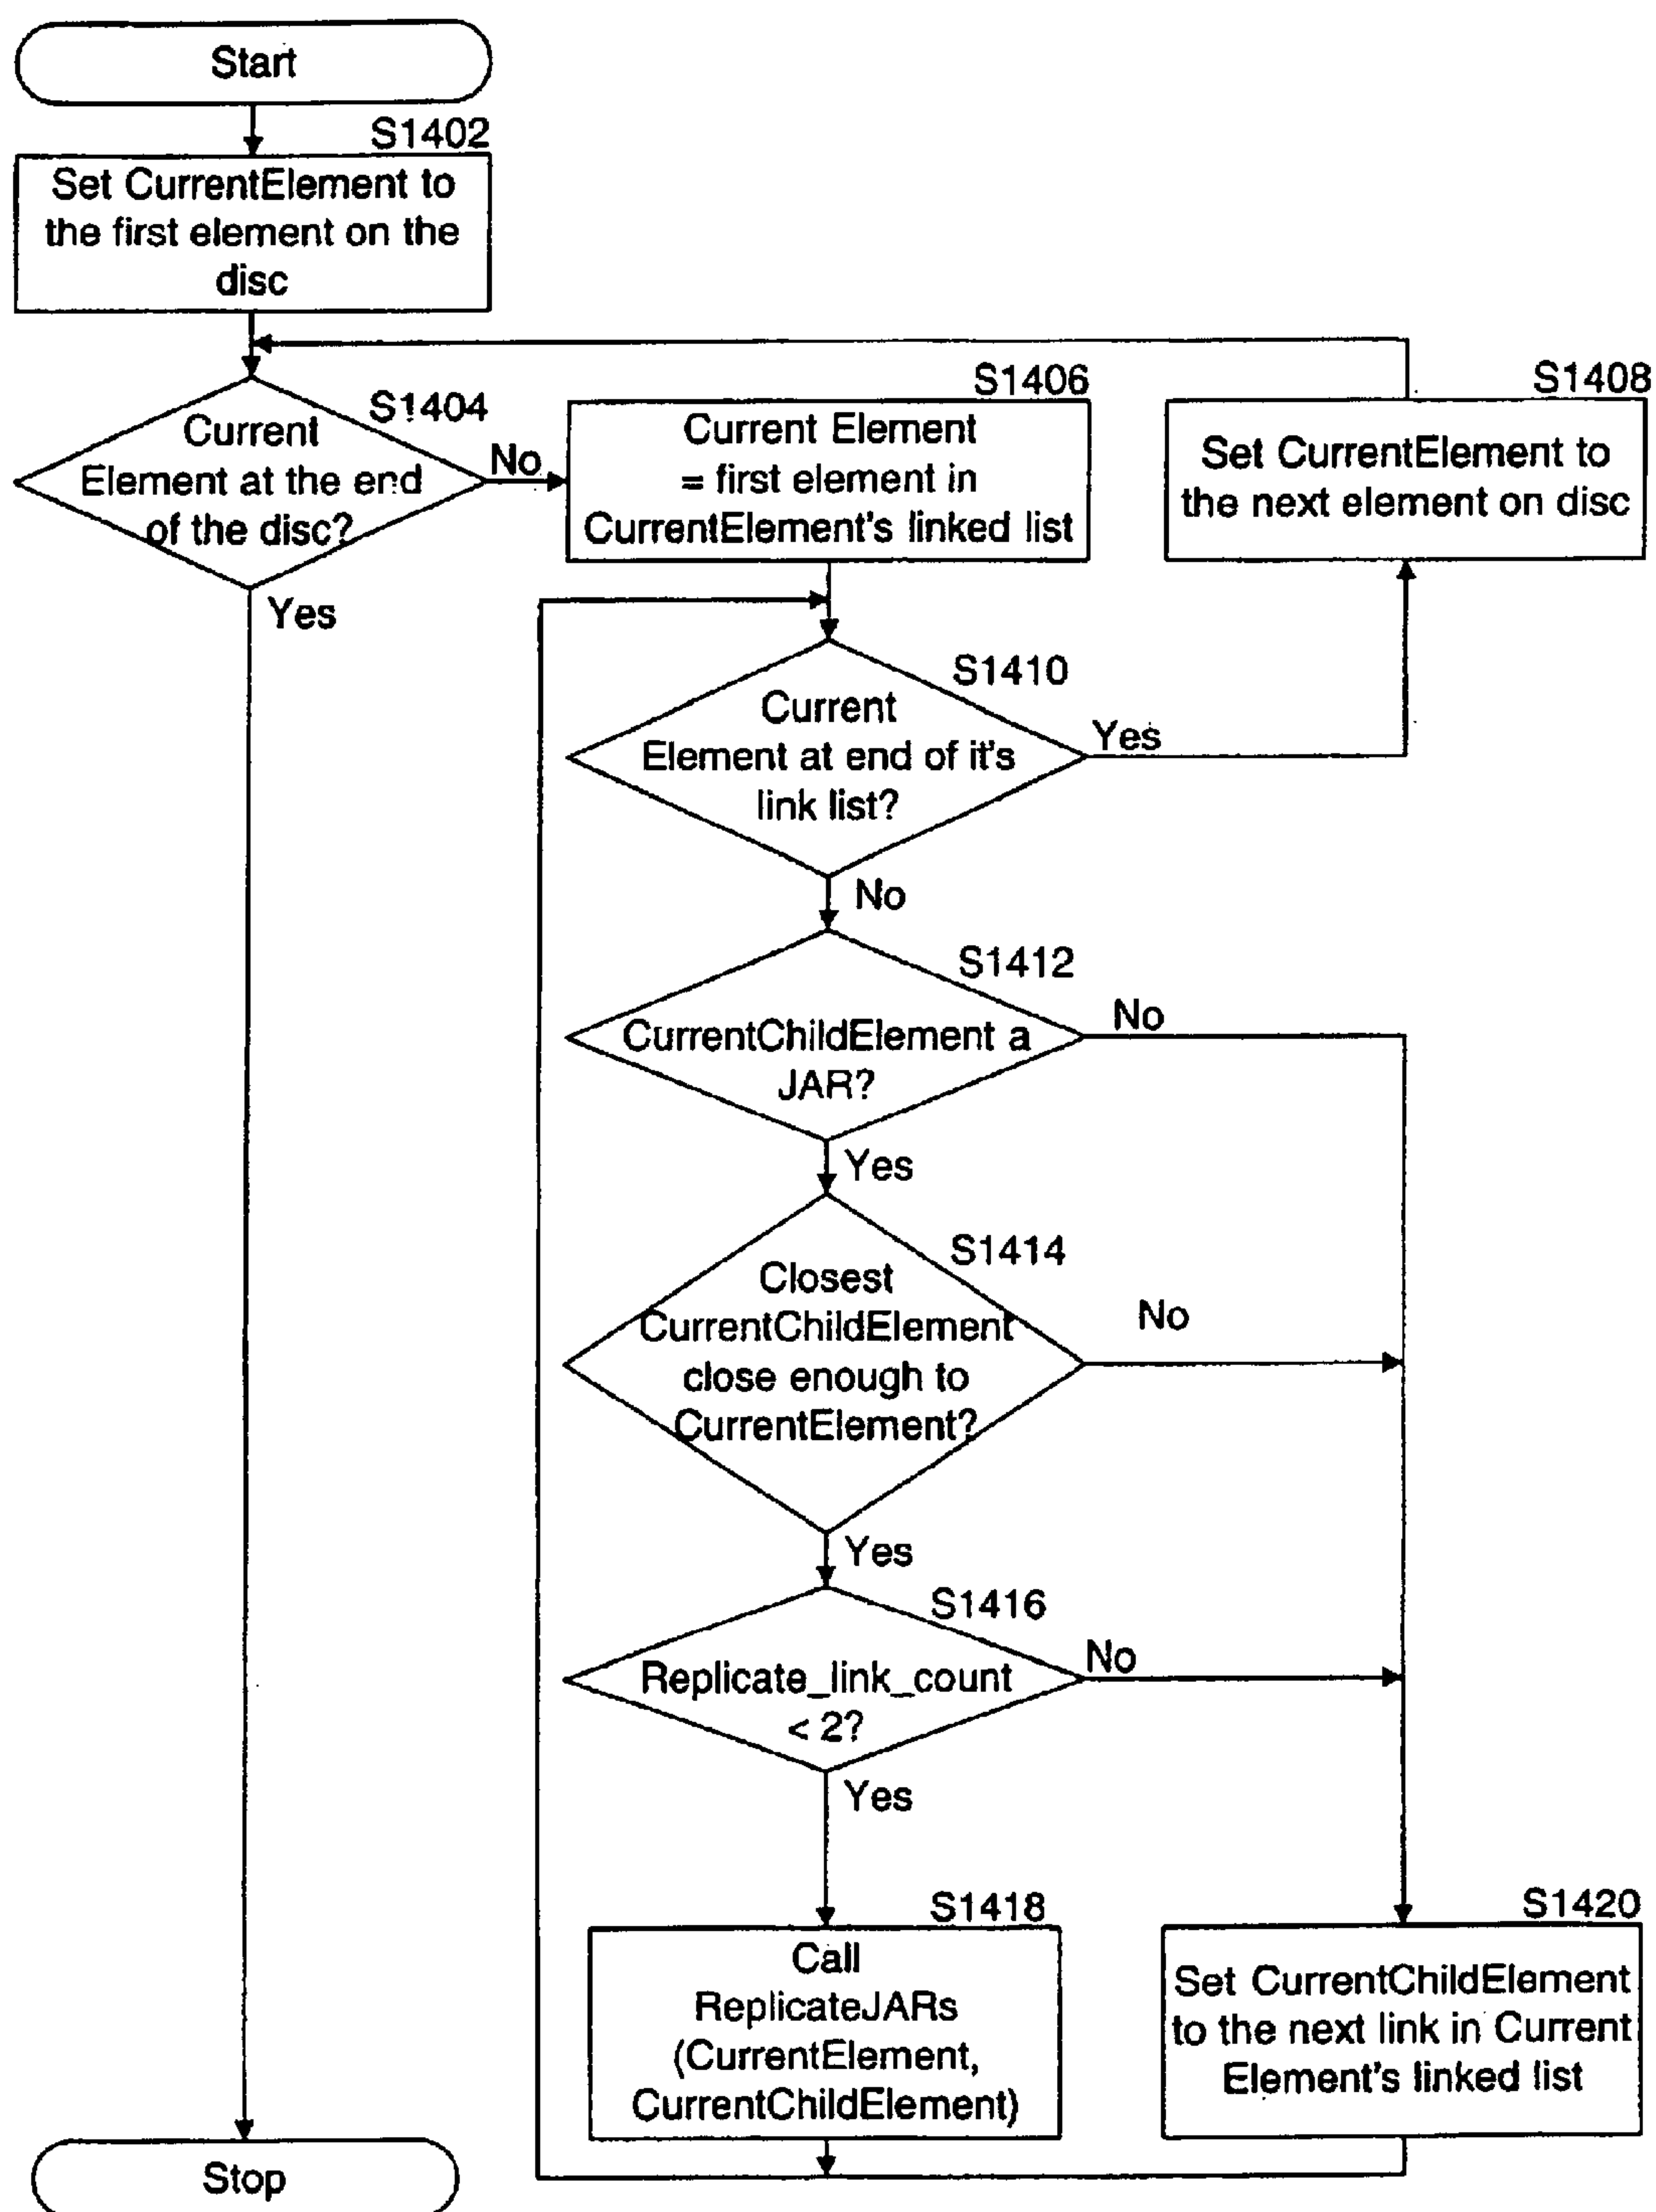 Start
S1402
Set CurrentElement to
the first element on the
disc
S1404
Current
Element at the end
of the disc?
No
Yes
S1406
Current Element
= first element in
CurrentElement's linked list
S1408
Set CurrentElement to
the next element on disc
S1410
Current
Element at end of it's
link list?
Yes
No
S1412
CurrentChildElement a
JAR?
No
Yes
S1414
Closest
CurrentChildElement
close enough to
CurrentElement?
No
Yes
S1416
Replicate_link_count
< 2?
No
Yes
S1418
Call
ReplicateJARs
(CurrentElement,
CurrentChildElement)
S1420
Set CurrentChildElement
to the next link in Current
Element's linked list
Stop